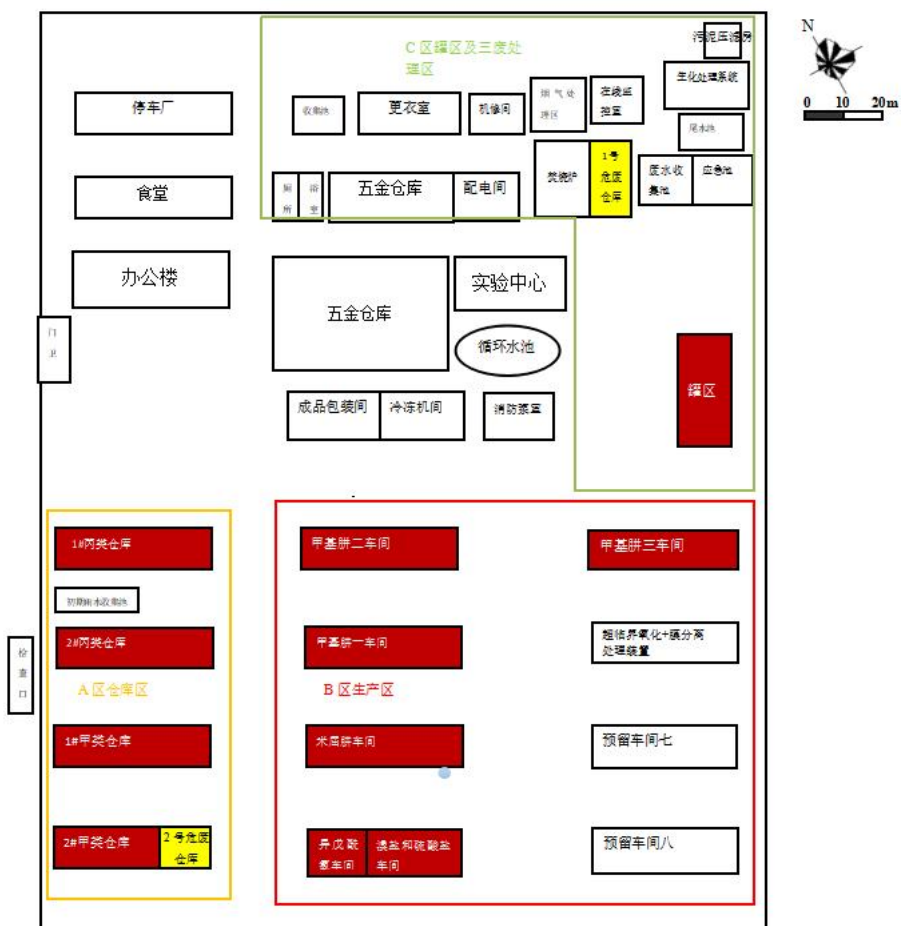 C 区罐区及三废处
理区
污泥压滤房
N
0 10 20m
停车厂
收集池
更衣室
机修间
烟气处
理区
在线监
控室
生化处理系统
尾水池
食堂
厕
所
浴
室
五金仓库
配电间
焚烧炉
1号
危废
仓库
废水收
集池
应急池
办公楼
五金仓库
实验中心
门
卫
循环水池
罐区
成品包装间
冷冻机间
消防泵室
1#丙类仓库
甲基肼二车间
甲基肼三车间
初期雨水收集池
2#丙类仓库
甲基肼一车间
超临界氧化+膜分离
处理装置
检
查
口
A 区仓库区
B 区生产区
1#甲类仓库
米屈肼车间
预留车间七
2#甲类仓库
2 号危废
仓库
异戊酰
氯车间
溴盐和硫酸盐
车间
预留车间八